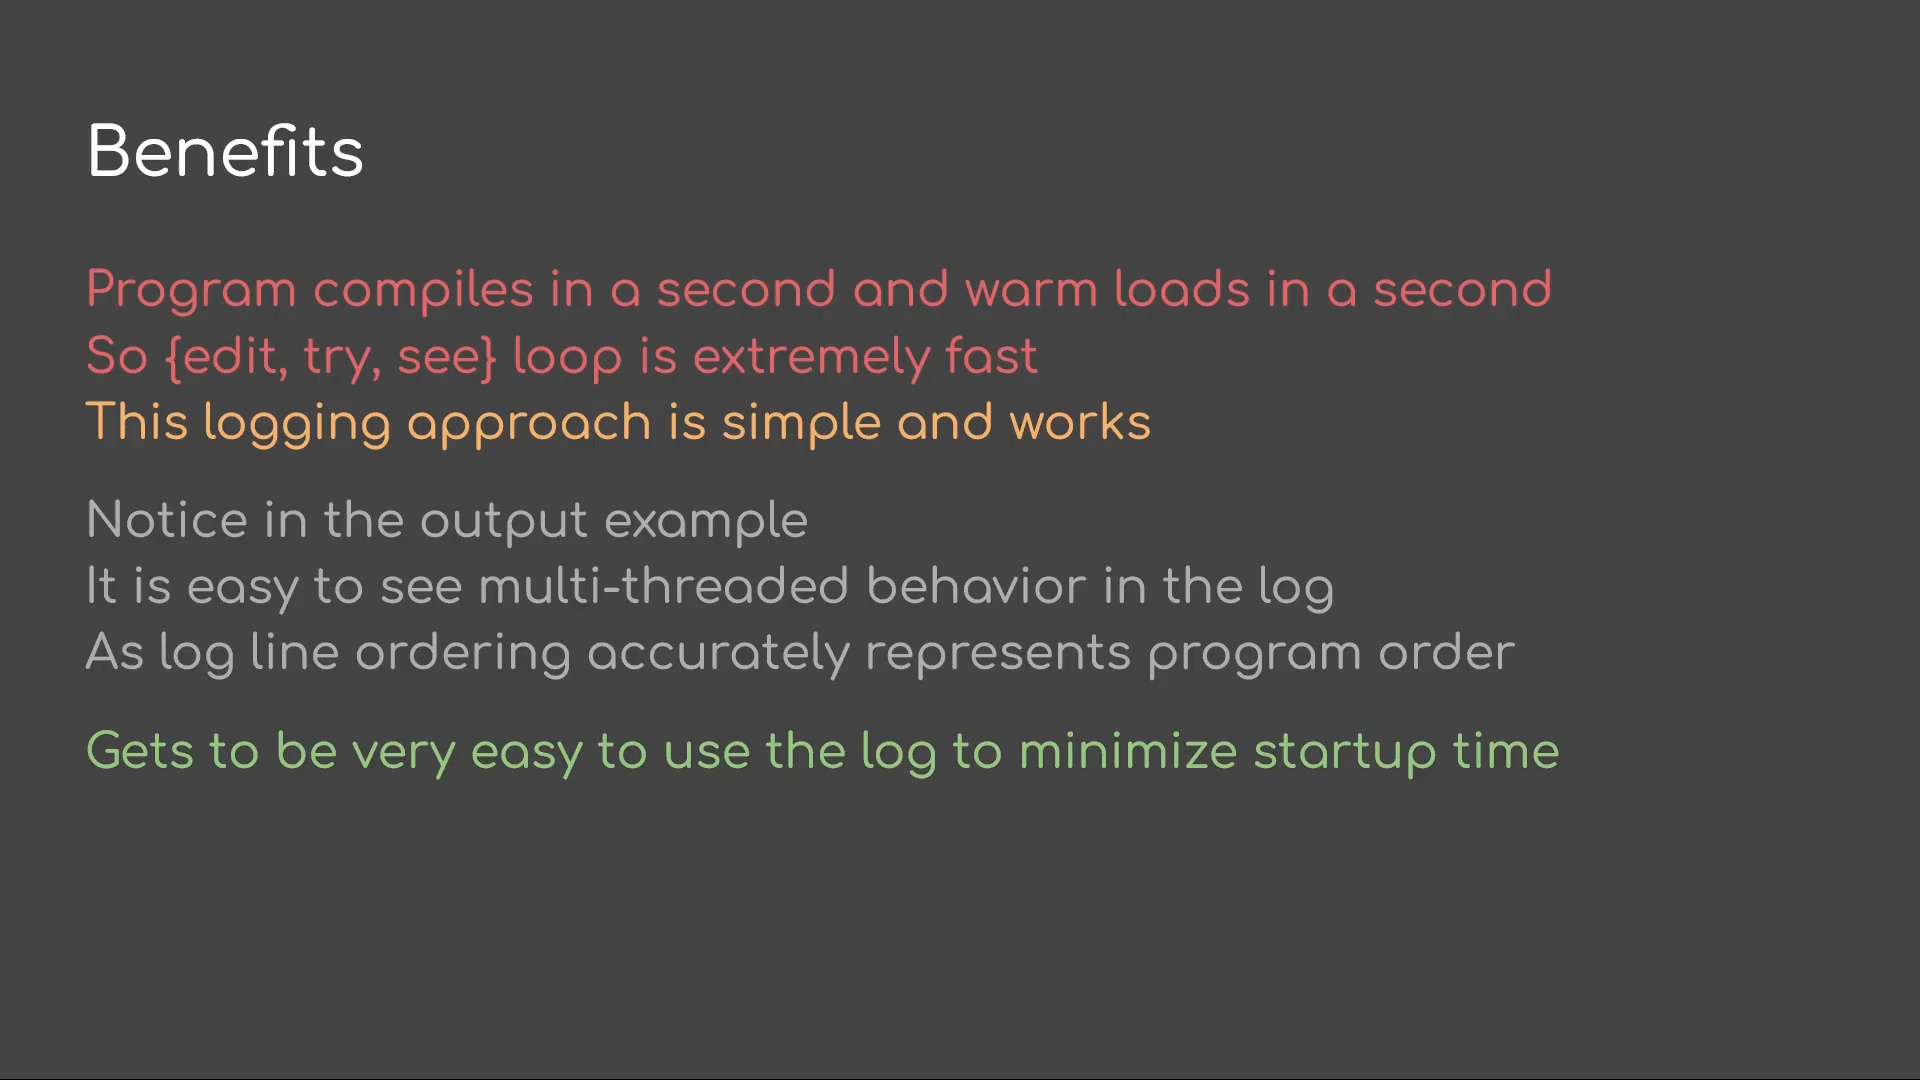 Benefits
Program compiles in a second and warm loads in a second
So {edit, try, see} loop is extremely fast
This logging approach is simple and works
Notice in the output example
It is easy to see multi-threaded behavior in the log
As log line ordering accurately represents program order
Gets to be very easy to use the log to minimize startup time